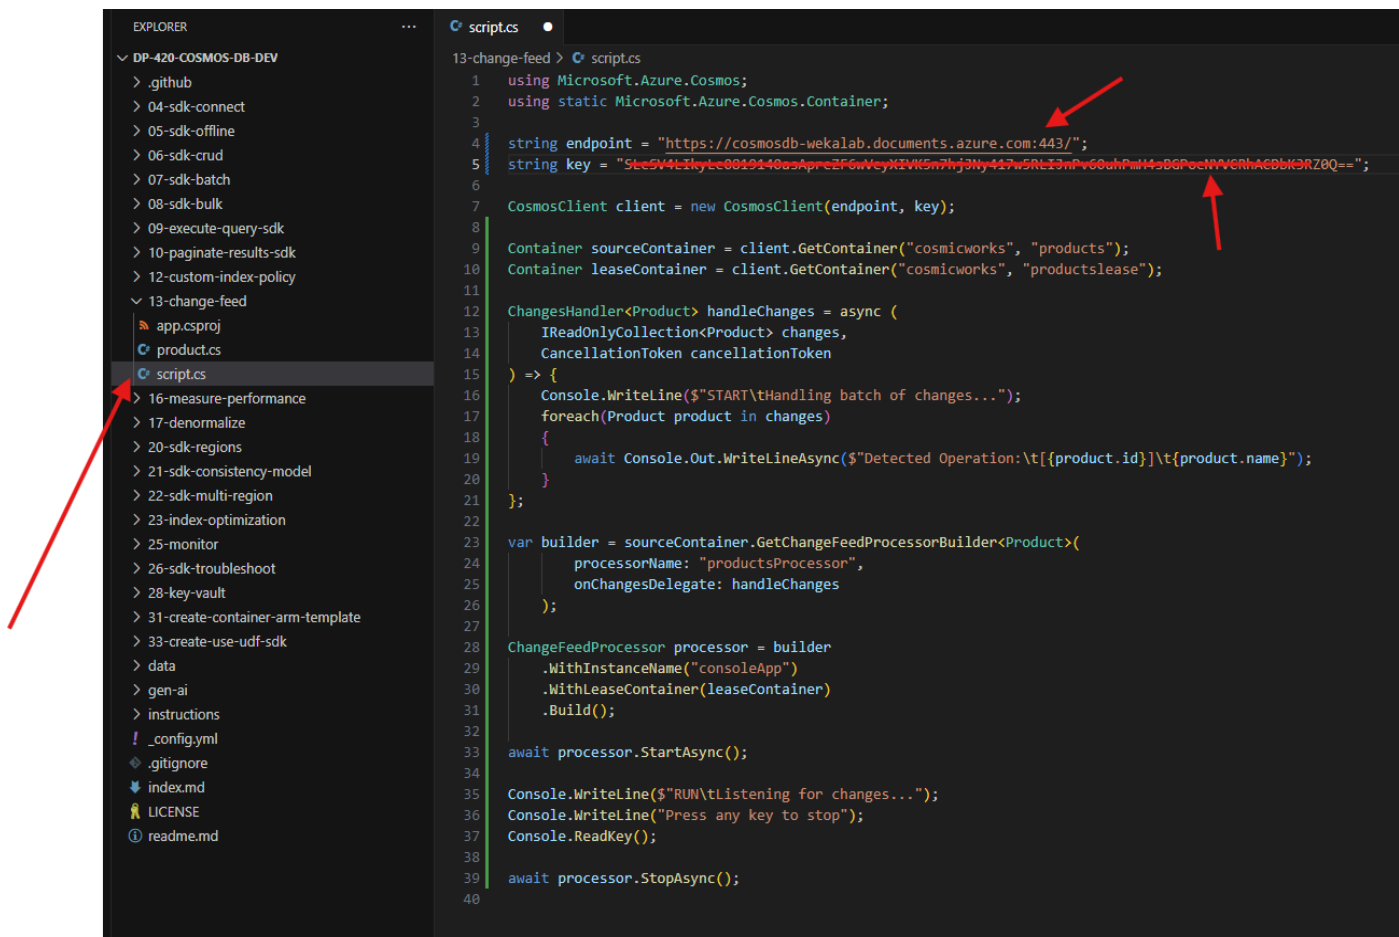 EXPLORER ...
DP-420-COSMOS-DB-DEV
.github
04-sdk-connect
05-sdk-offline
06-sdk-crud
07-sdk-batch
08-sdk-bulk
09-execute-query-sdk
10-paginate-results-sdk
12-custom-index-policy
13-change-feed
app.csproj
product.cs
script.cs
16-measure-performance
17-denormalize
20-sdk-regions
21-sdk-consistency-model
22-sdk-multi-region
23-index-optimization
25-monitor
26-sdk-troubleshoot
28-key-vault
31-create-container-arm-template
33-create-use-udf-sdk
data
gen-ai
instructions
_config.yml
.gitignore
index.md
LICENSE
readme.md
script.cs
13-change-feed > script.cs
1 using Microsoft.Azure.Cosmos;
2 using static Microsoft.Azure.Cosmos.Container;
3
4 string endpoint = "https://cosmosdb-wekalab.documents.azure.com:443/";
5 string key = "Z0Q==";
6
7 CosmosClient client = new CosmosClient(endpoint, key);
8
9 Container sourceContainer = client.GetContainer("cosmicworks", "products");
10 Container leaseContainer = client.GetContainer("cosmicworks", "productslease");
11
12 ChangesHandler<Product> handleChanges = async (
13 IReadOnlyCollection<Product> changes,
14 CancellationToken cancellationToken
15 ) => {
16 Console.WriteLine($"START\tHandling batch of changes...");
17 foreach(Product product in changes)
18 {
19 await Console.Out.WriteLineAsync($"Detected Operation:\t[{product.id}]\t{product.name}");
20 }
21 };
22
23 var builder = sourceContainer.GetChangeFeedProcessorBuilder<Product>(
24 processorName: "productsProcessor",
25 onChangesDelegate: handleChanges
26 );
27
28 ChangeFeedProcessor processor = builder
29 .WithInstanceName("consoleApp")
30 .WithLeaseContainer(leaseContainer)
31 .Build();
32
33 await processor.StartAsync();
34
35 Console.WriteLine($"RUN\tListening for changes...");
36 Console.WriteLine("Press any key to stop");
37 Console.ReadKey();
38
39 await processor.StopAsync();
40